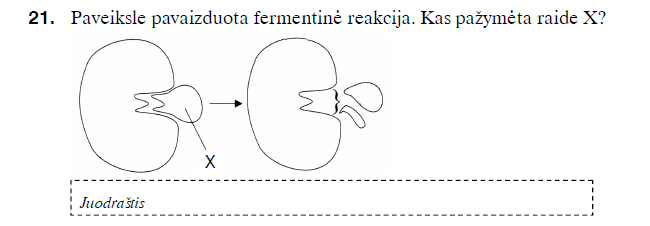 21. Paveiksle pavaizduota fermentinė reakcija. Kas pažymėta raide X?
X
Juodraštis